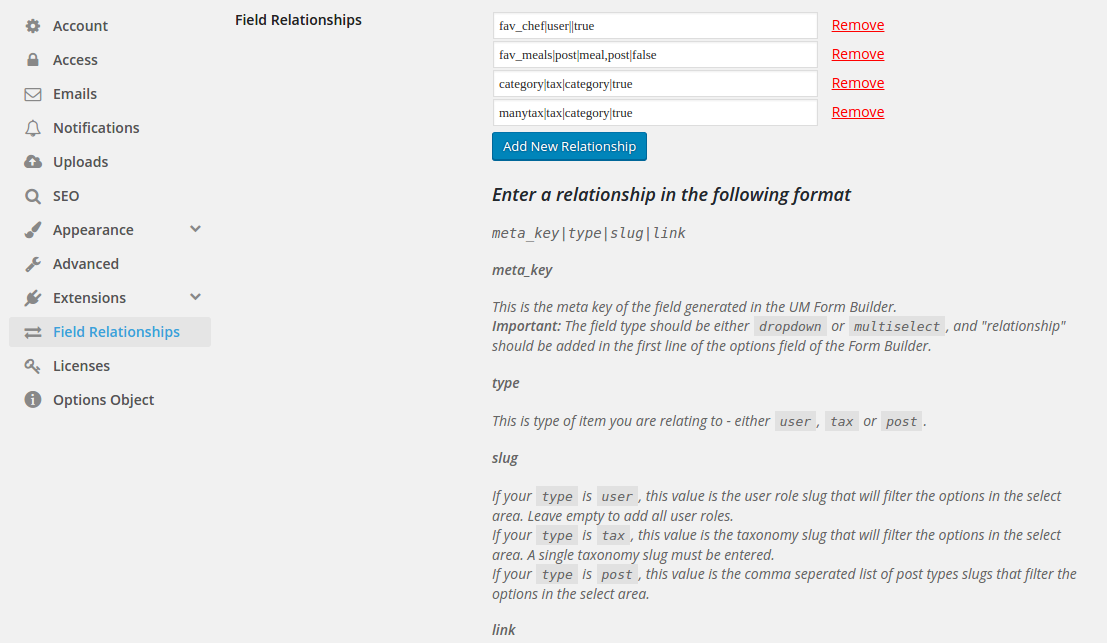 Account
Access
Emails
Notifications
Uploads
SEO
Appearance
Advanced
Extensions
Field Relationships
Licenses
Options Object
Field Relationships
fav_chef|user||true Remove
fav_meals|post|meal,post|false Remove
category|tax|category|true Remove
manytax|tax|category|true Remove
Add New Relationship
Enter a relationship in the following format
meta_key|type|slug|link
meta_key
This is the meta key of the field generated in the UM Form Builder.
Important: The field type should be either dropdown or multiselect, and "relationship"
should be added in the first line of the options field of the Form Builder.
type
This is type of item you are relating to - either user, tax or post.
slug
If your type is user, this value is the user role slug that will filter the options in the select
area. Leave empty to add all user roles.
If your type is tax, this value is the taxonomy slug that will filter the options in the select
area. A single taxonomy slug must be entered.
If your type is post, this value is the comma seperated list of post types slugs that filter the
options in the select area.
link